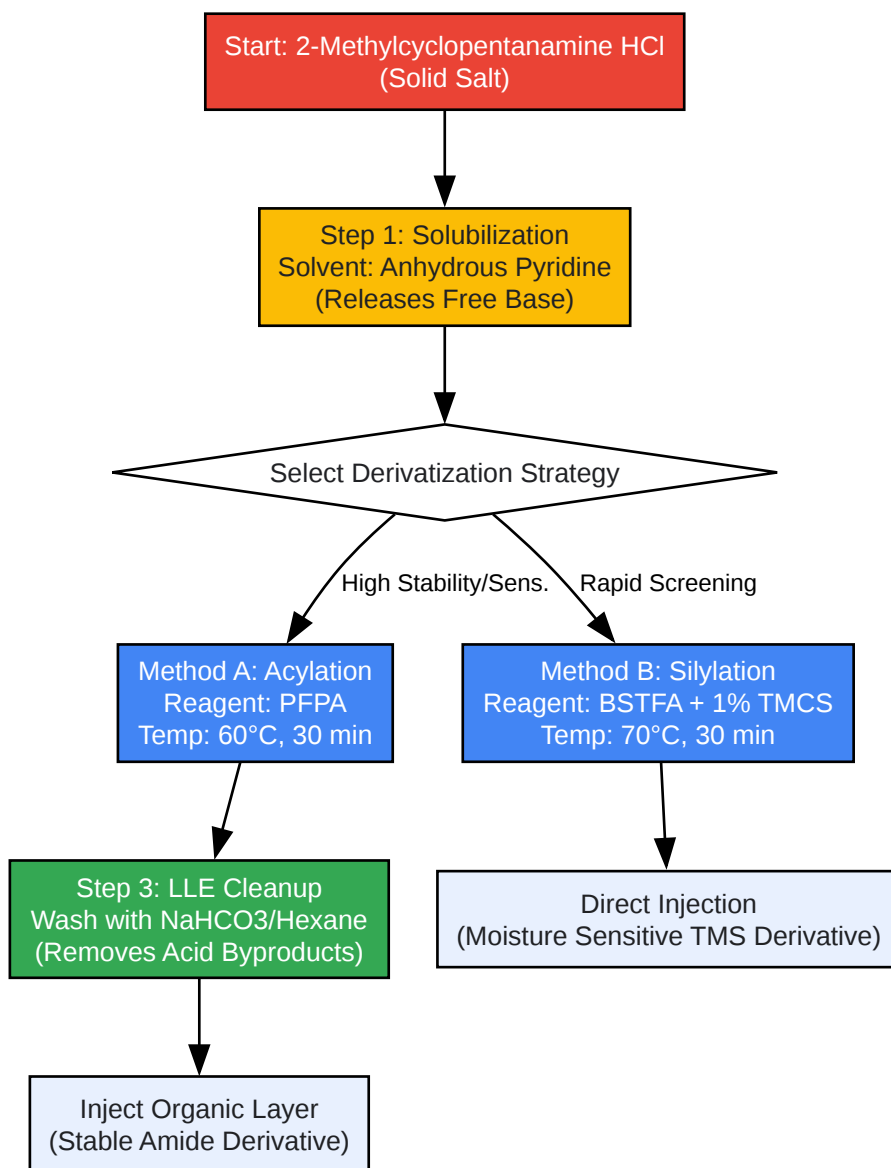 Start: 2-Methylcyclopentanamine HCl
(Solid Salt)
Step 1: Solubilization
Solvent: Anhydrous Pyridine
(Releases Free Base)
Select Derivatization Strategy
High Stability/Sens.
Rapid Screening
Method A: Acylation
Reagent: PFPA
Temp: 60°C, 30 min
Method B: Silylation
Reagent: BSTFA + 1% TMCS
Temp: 70°C, 30 min
Step 3: LLE Cleanup
Wash with NaHCO3/Hexane
(Removes Acid Byproducts)
Direct Injection
(Moisture Sensitive TMS Derivative)
Inject Organic Layer
(Stable Amide Derivative)